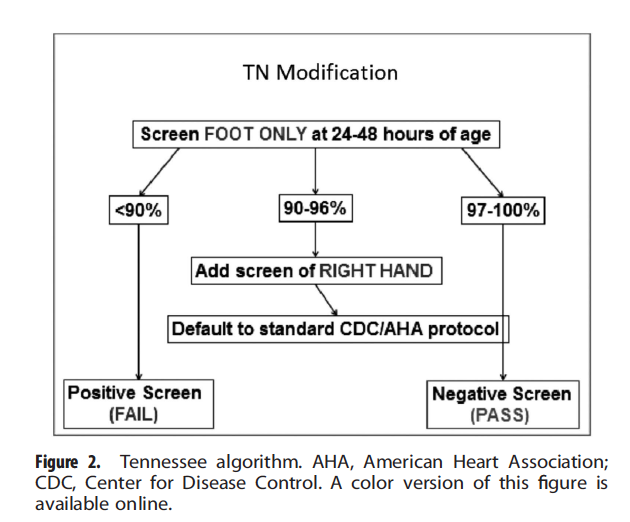 TN Modification
Screen FOOT ONLY at 24-48 hours of age
<90%
90-96%
97-100%
Add screen of RIGHT HAND
Default to standard CDC/AHA protocol
Positive Screen
(FAIL)
Negative Screen
(PASS)
Figure 2. Tennessee algorithm. AHA, American Heart Association;
CDC, Center for Disease Control. A color version of this figure is
available online.